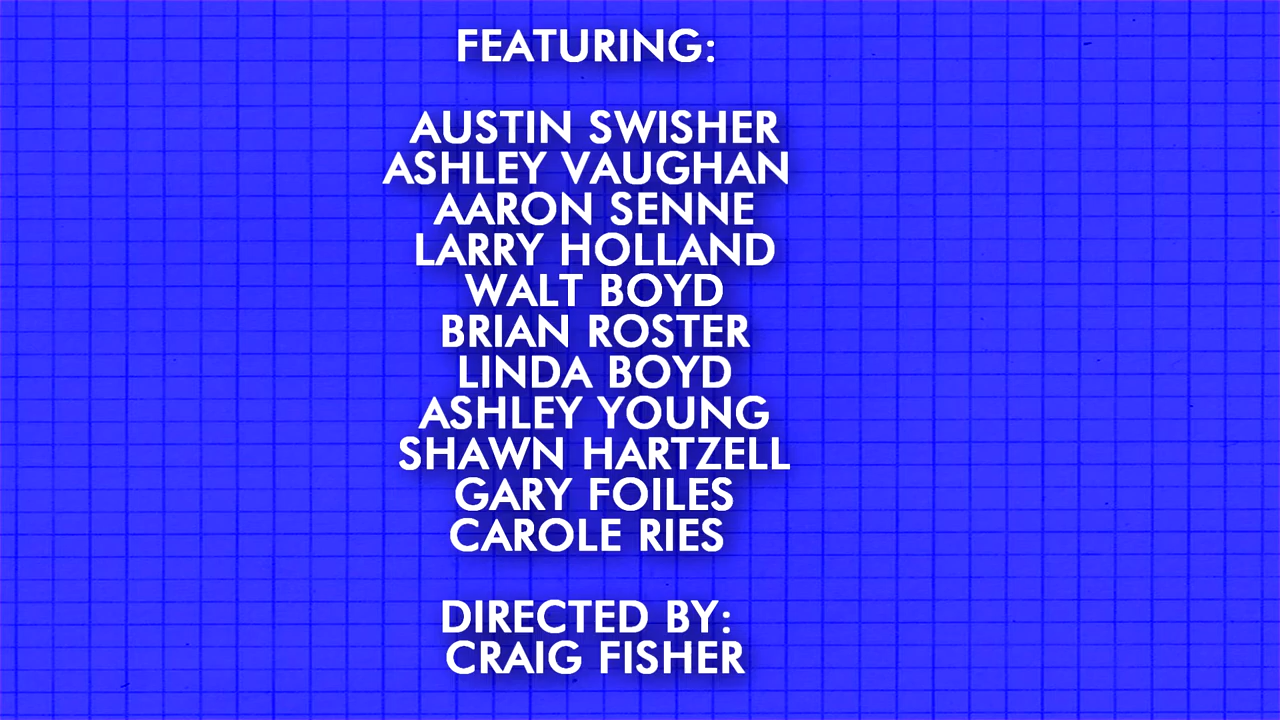 FEATURING:
AUSTIN SWISHER
ASHLEY VAUGHAN
AARON SENNE
LARRY HOLLAND
WALT BOYD
BRIAN ROSTER
LINDA BOYD
ASHLEY YOUNG
SHAWN HARTZELL
GARY FOILES
CAROLE RIES
DIRECTED BY:
CRAIG FISHER